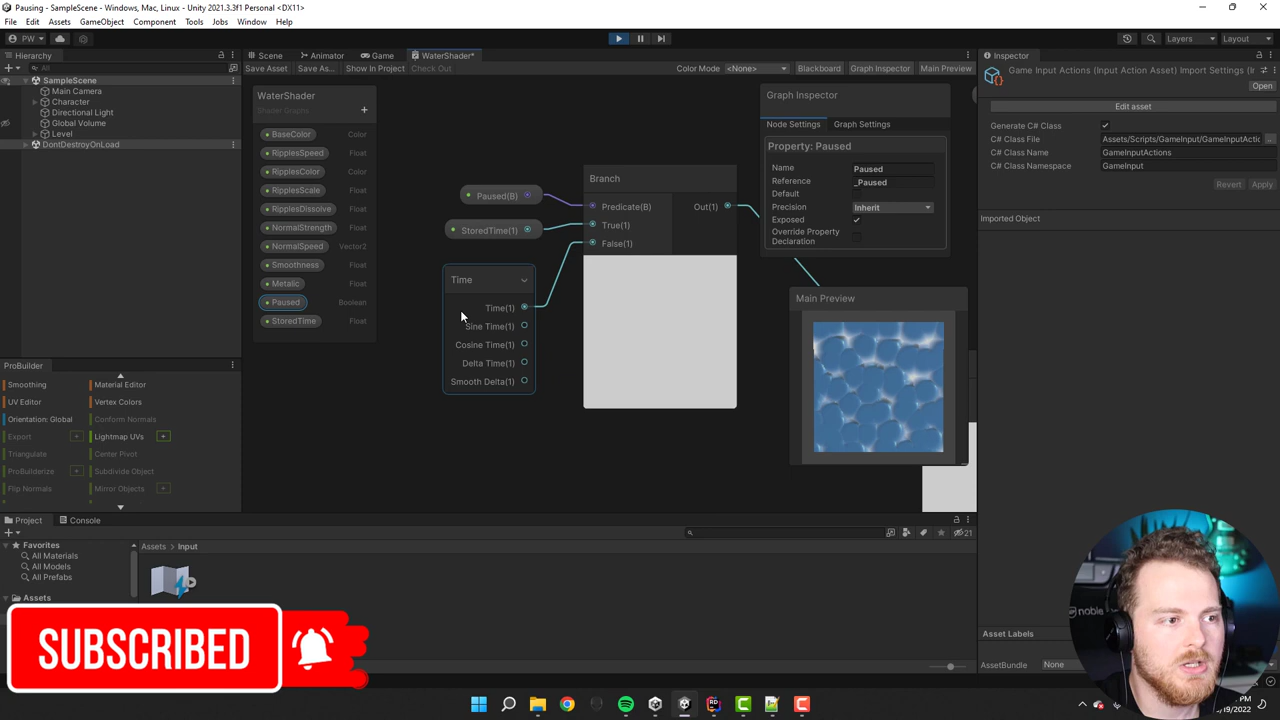 Pausing - SampleScene - Windows, Mac, Linux - Unity 2021.3.3f1 Personal <DX11>
File Edit Assets GameObject Component Tools Jobs Window Help
PW
Layers
Layout
Hierarchy
All
SampleScene
Main Camera
Character
Directional Light
Global Volume
Level
DontDestroyOnLoad
Scene Animator Game WaterShader*
Save Asset Save As... Show In Project Check Out
Color Mode <None> Blackboard Graph Inspector Main Preview
WaterShader
Shader Graphs
BaseColor Color
RipplesSpeed Float
RipplesColor Color
RipplesScale Float
RipplesDissolve Float
NormalStrength Float
NormalSpeed Vector2
Smoothness Float
Metalic Float
Paused Boolean
StoredTime Float
Paused(B)
StoredTime(1)
Time
Time(1)
Sine Time(1)
Cosine Time(1)
Delta Time(1)
Smooth Delta(1)
Branch
Predicate(B) Out(1)
True(1)
False(1)
Graph Inspector
Node Settings Graph Settings
Property: Paused
Name Paused
Reference _Paused
Default
Precision Inherit
Exposed
Override Property
Declaration
Main Preview
Inspector
Game Input Actions (Input Action Asset) Import Settings (I
Open
Edit asset
Generate C# Class
C# Class File Assets/Scripts/GameInput/GameInputActic
C# Class Name GameInputActions
C# Class Namespace GameInput
Revert Apply
Imported Object
ProBuilder
Smoothing Material Editor
UV Editor Vertex Colors
Orientation: Global Conform Normals
Export Lightmap UVs
Triangulate Center Pivot
ProBuilderize Subdivide Object
Flip Normals Mirror Objects
Project Console
21
Favorites
All Materials
All Models
All Prefabs
Assets
Assets > Input
SUBSCRIBED
noble
Asset Labels
AssetBundle None